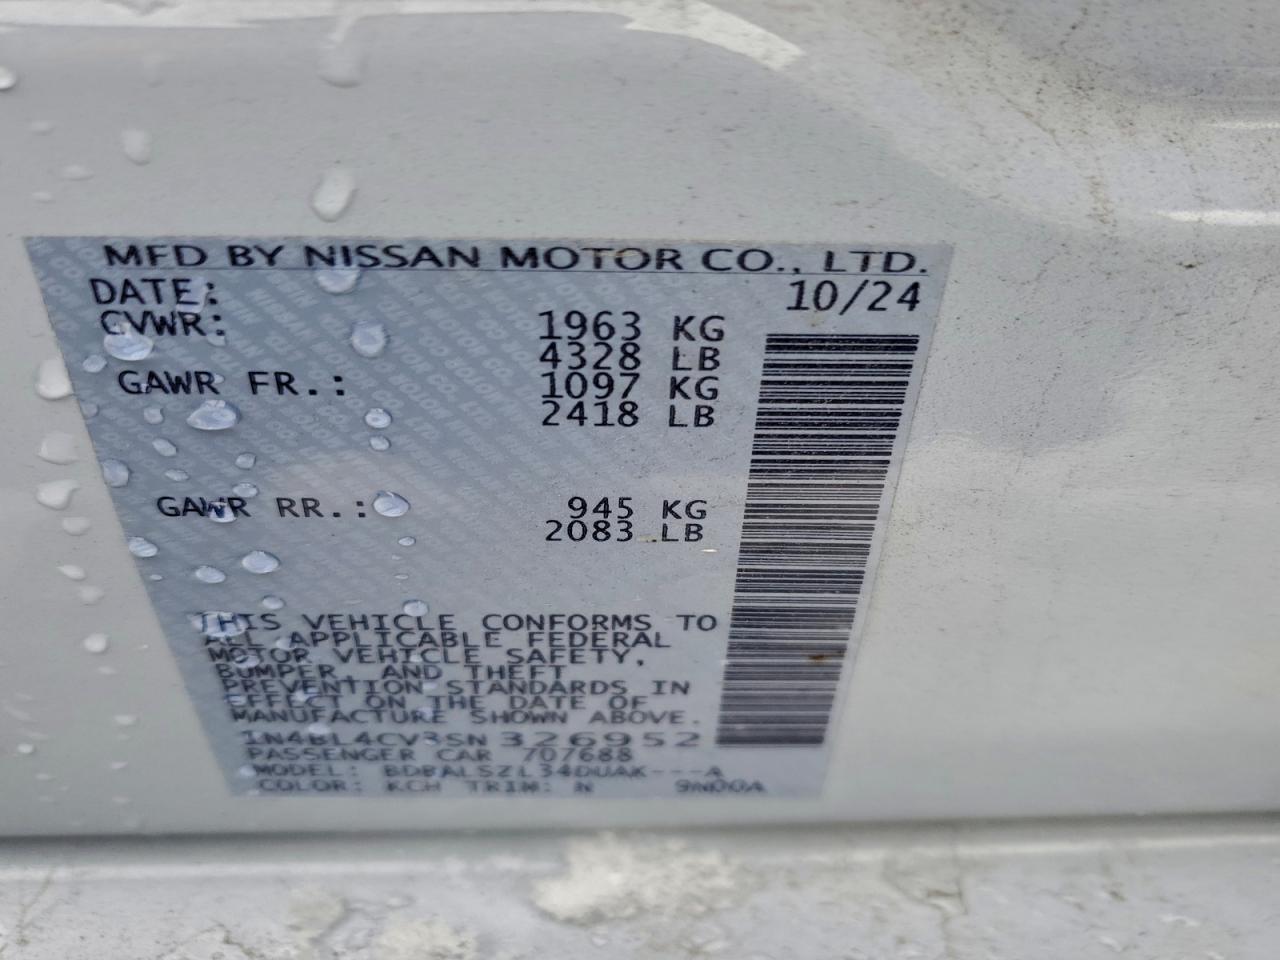 MFD BY NISSAN MOTOR CO., LTD.
DATE: 10/24
GVWR: 1963 KG
4328 LB
GAWR FR.: 1097 KG
2418 LB
GAWR RR.: 945 KG
2083 LB
THIS VEHICLE CONFORMS TO
ALL APPLICABLE FEDERAL
MOTOR VEHICLE SAFETY,
BUMPER, AND THEFT
PREVENTION STANDARDS IN
EFFECT ON THE DATE OF
MANUFACTURE SHOWN ABOVE.
1N4BL4CV3SN326952
PASSENGER CAR 707688
MODEL: BDBALSZL34DUAK---A
COLOR: KCH TRIM: N 9N00A